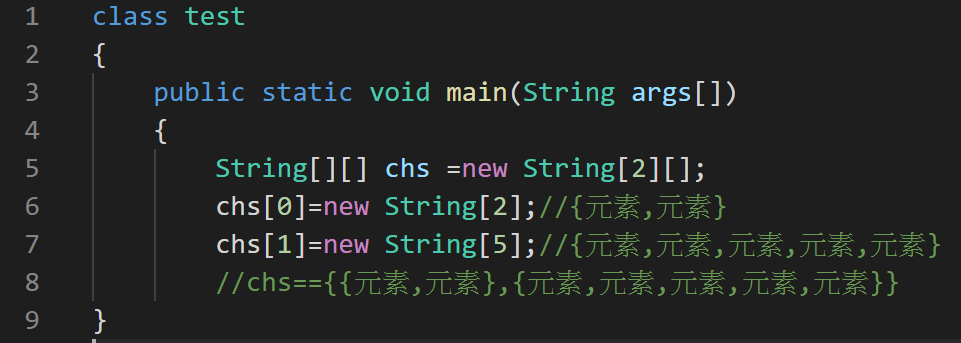 1 class test
2 {
3 public static void main(String args[])
4 {
5 String[][] chs =new String[2][];
6 chs[0]=new String[2];//{元素,元素}
7 chs[1]=new String[5];//{元素,元素,元素,元素,元素}
8 //chs=={{元素,元素},{元素,元素,元素,元素,元素}}
9 }